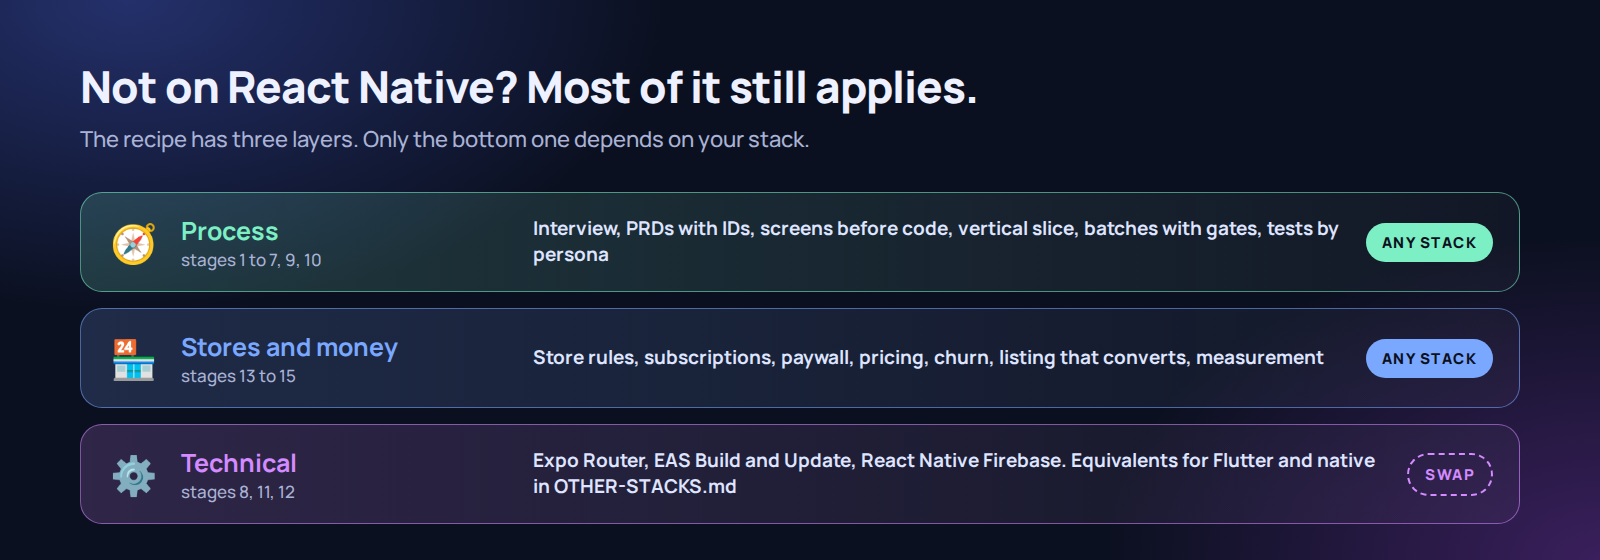 Not on React Native? Most of it still applies.
The recipe has three layers. Only the bottom one depends on your stack.
Process
stages 1 to 7, 9, 10
Interview, PRDs with IDs, screens before code, vertical slice, batches with gates, tests by
persona
ANY STACK
24
Stores and money
stages 13 to 15
Store rules, subscriptions, paywall, pricing, churn, listing that converts, measurement
ANY STACK
Technical
stages 8, 11, 12
Expo Router, EAS Build and Update, React Native Firebase. Equivalents for Flutter and native
in OTHER-STACKS.md
SWAP